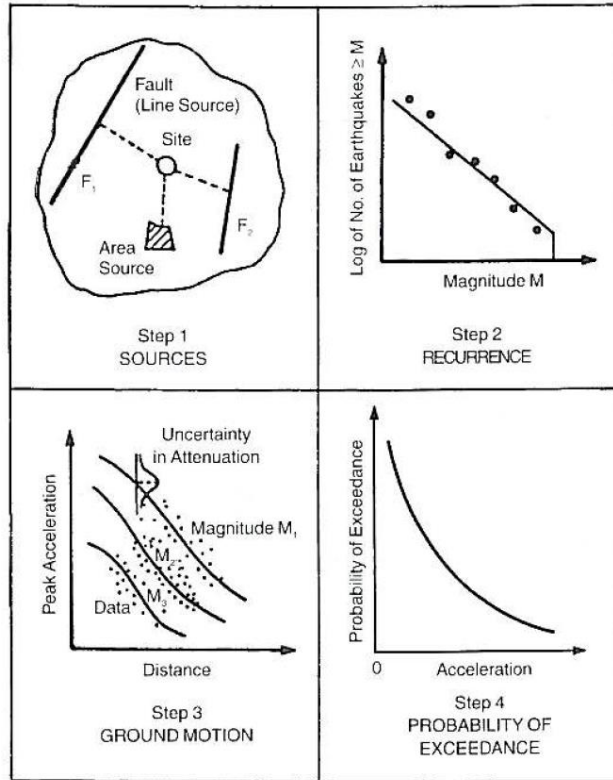 Fault
(Line Source)
Site
F1
F2
Area
Source
Step 1
SOURCES
Log of No. of Earthquakes ≥ M
Magnitude M
Step 2
RECURRENCE
Uncertainty
in Attenuation
Magnitude M1
M2
M3
Data
Peak Acceleration
Distance
Step 3
GROUND MOTION
Probability of Exceedance
0
Acceleration
Step 4
PROBABILITY OF
EXCEEDANCE